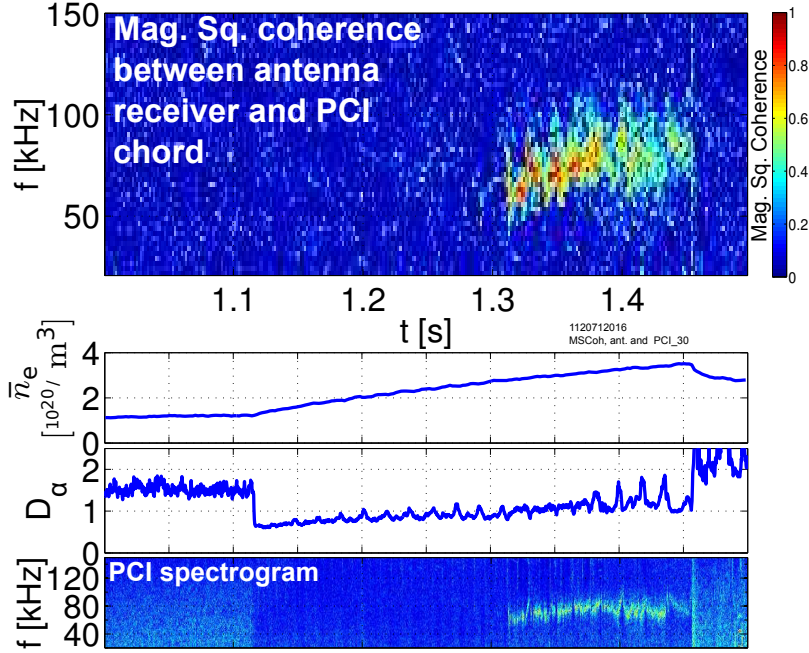 150
100
50
f [kHz]
Mag. Sq. coherence
between antenna
receiver and PCI
chord
1
0.8
0.6
0.4
0.2
0
Mag. Sq. Coherence
1.1 1.2 1.3 1.4
t [s]
1120712016
MSCoh, ant. and PCI_30
4
2
0
n̅e
[10²⁰/ m³]
2
1
0
Dα
120
80
40
f [kHz]
PCI spectrogram